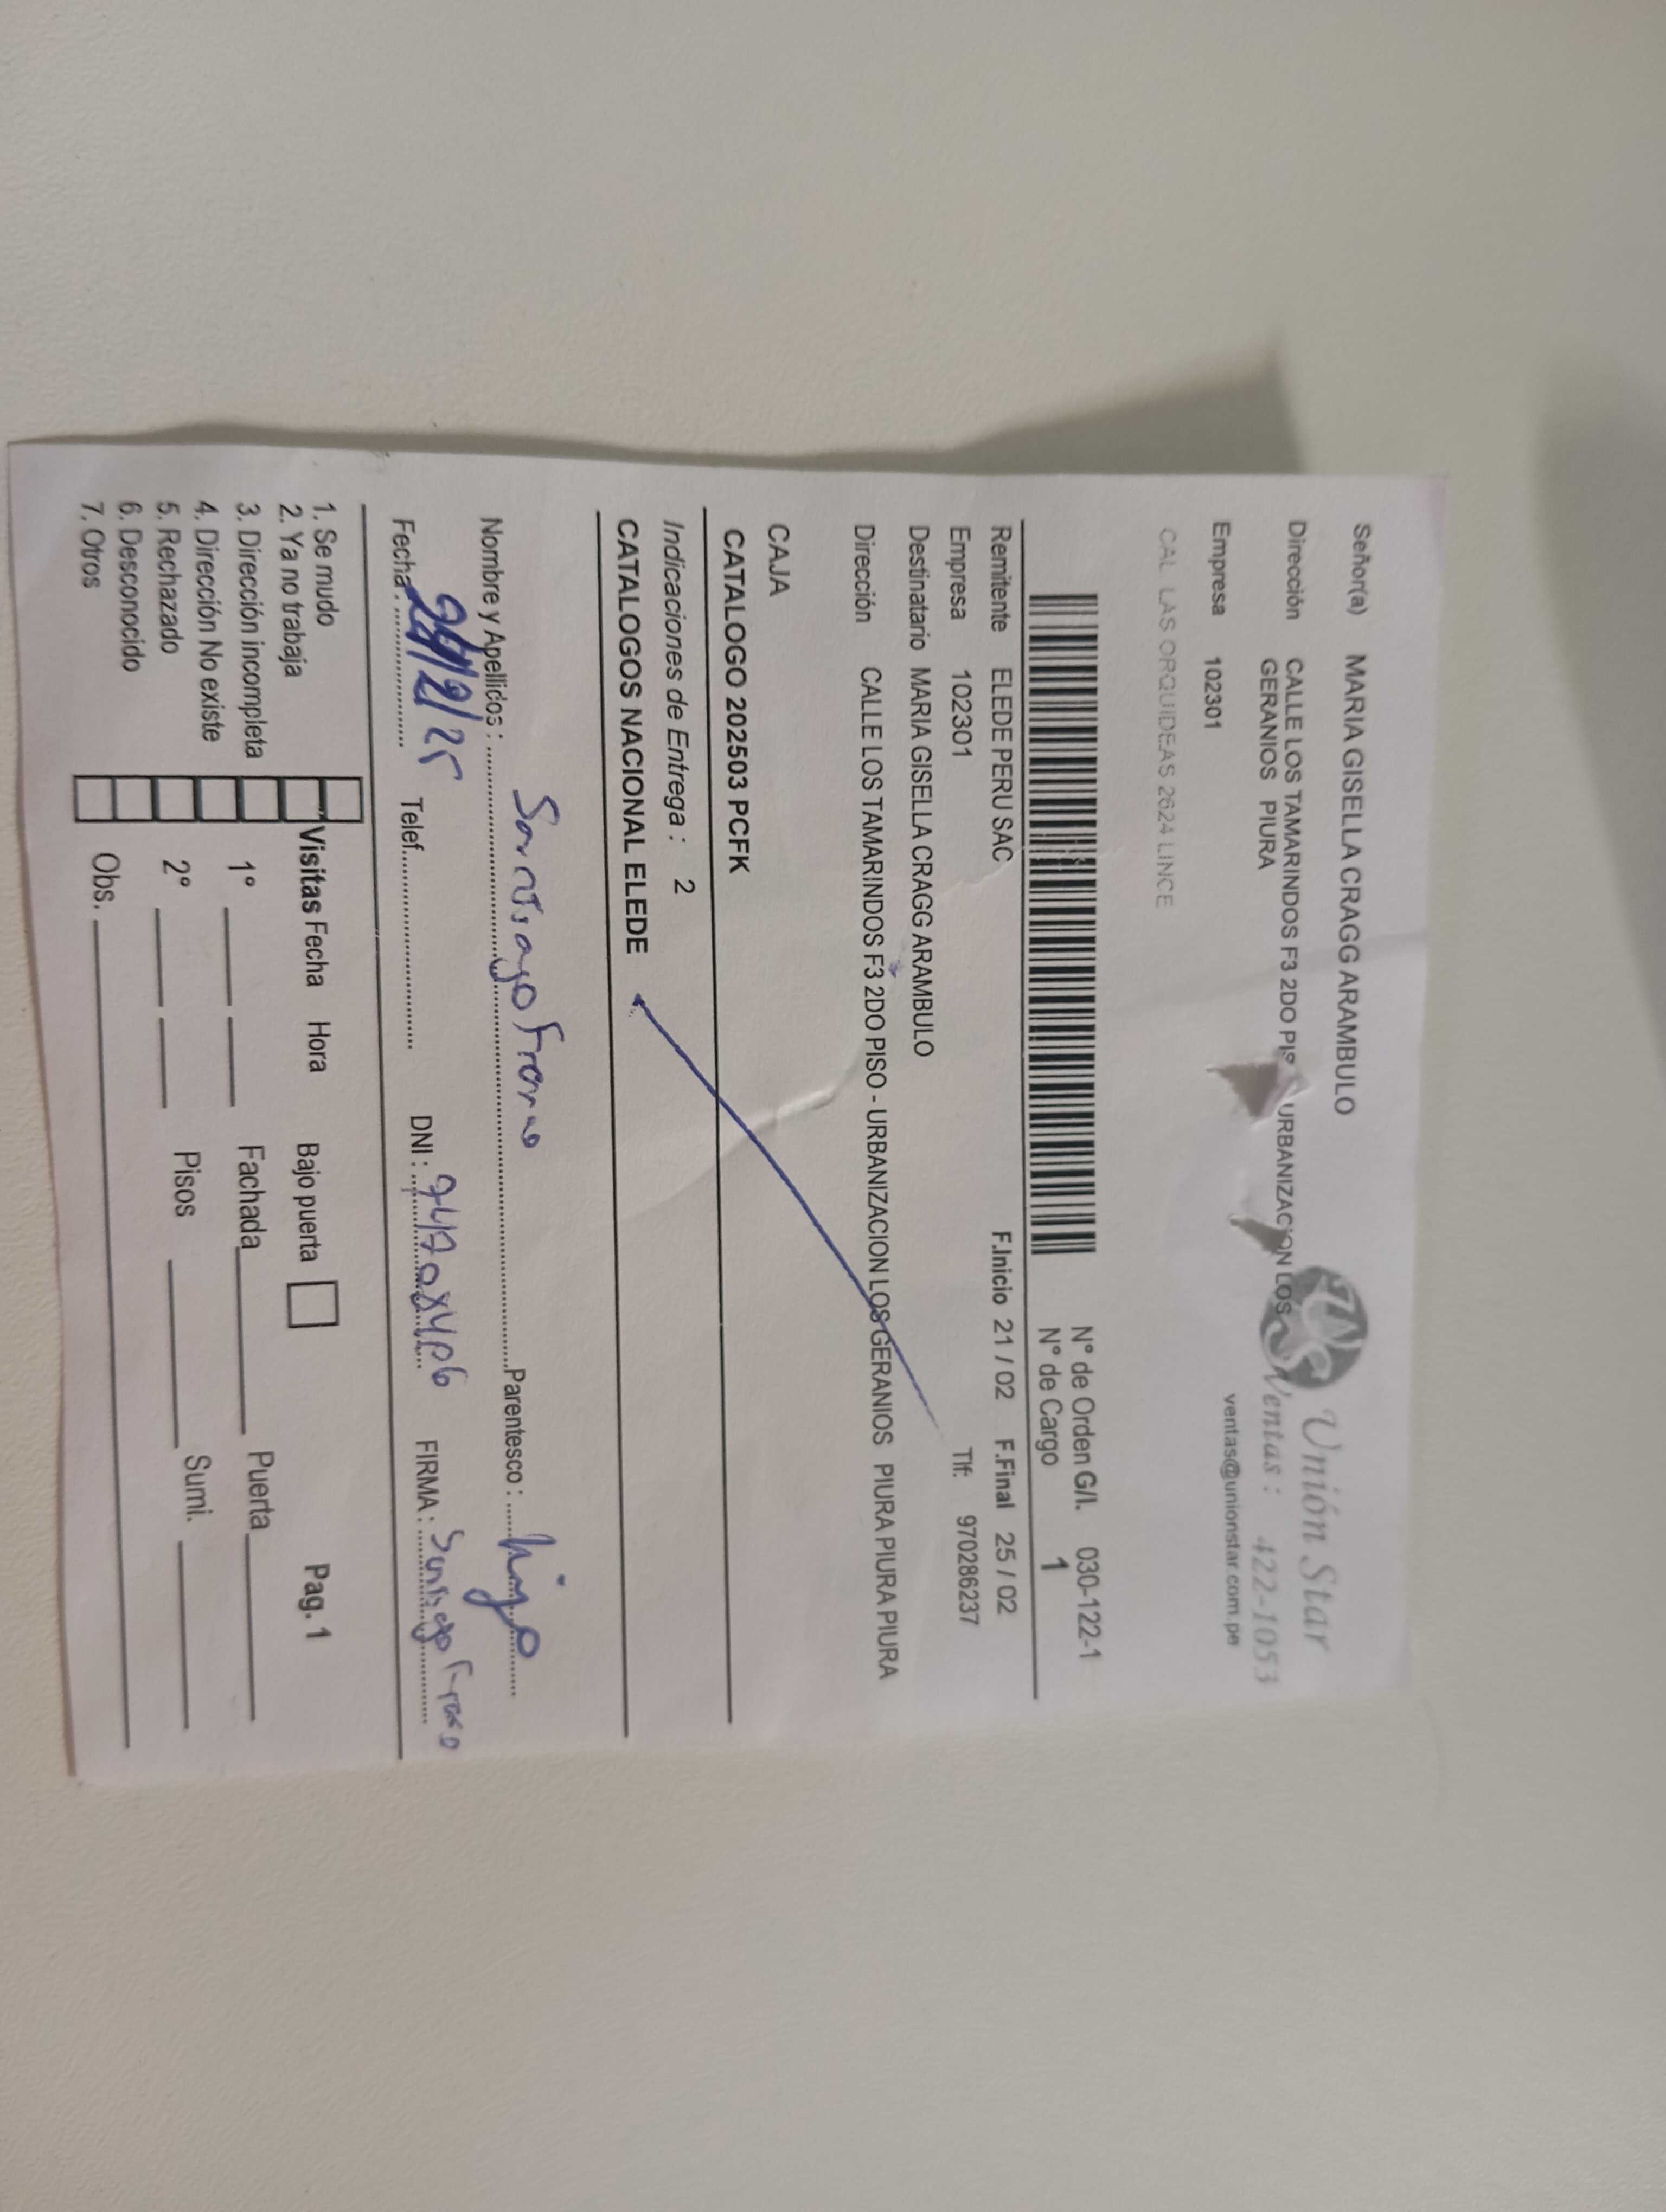 Unión Star
Ventas : 422-1053
ventas@unionstar.com.pe
Señor(a) MARIA GISELLA CRAGG ARAMBULO
Dirección CALLE LOS TAMARINDOS F3 2DO PIS URBANIZACION LOS
GERANIOS PIURA
Empresa 102301
CAL LAS ORQUIDEAS 2624 LINCE
N° de Orden G/I. 030-122-1
N° de Cargo 1
Remitente ELEDE PERU SAC F.Inicio 21 / 02 F.Final 25 / 02
Empresa 102301 Tlf: 970286237
Destinatario MARIA GISELLA CRAGG ARAMBULO
Dirección CALLE LOS TAMARINDOS F3 2DO PISO - URBANIZACION LOS GERANIOS PIURA PIURA PIURA
CAJA
CATALOGO 202503 PCFK
Indicaciones de Entrega : 2
CATALOGOS NACIONAL ELEDE
Nombre y Apellidos : Santiago Parentesco : hijo
Fecha: Telef. DNI : FIRMA : Santiago
1. Se mudo
2. Ya no trabaja
3. Dirección incompleta
4. Dirección No existe
5. Rechazado
6. Desconocido
7. Otros
Visitas Fecha Hora Bajo puerta Pag. 1
1° Fachada Puerta
2° Pisos Sumi.
Obs.